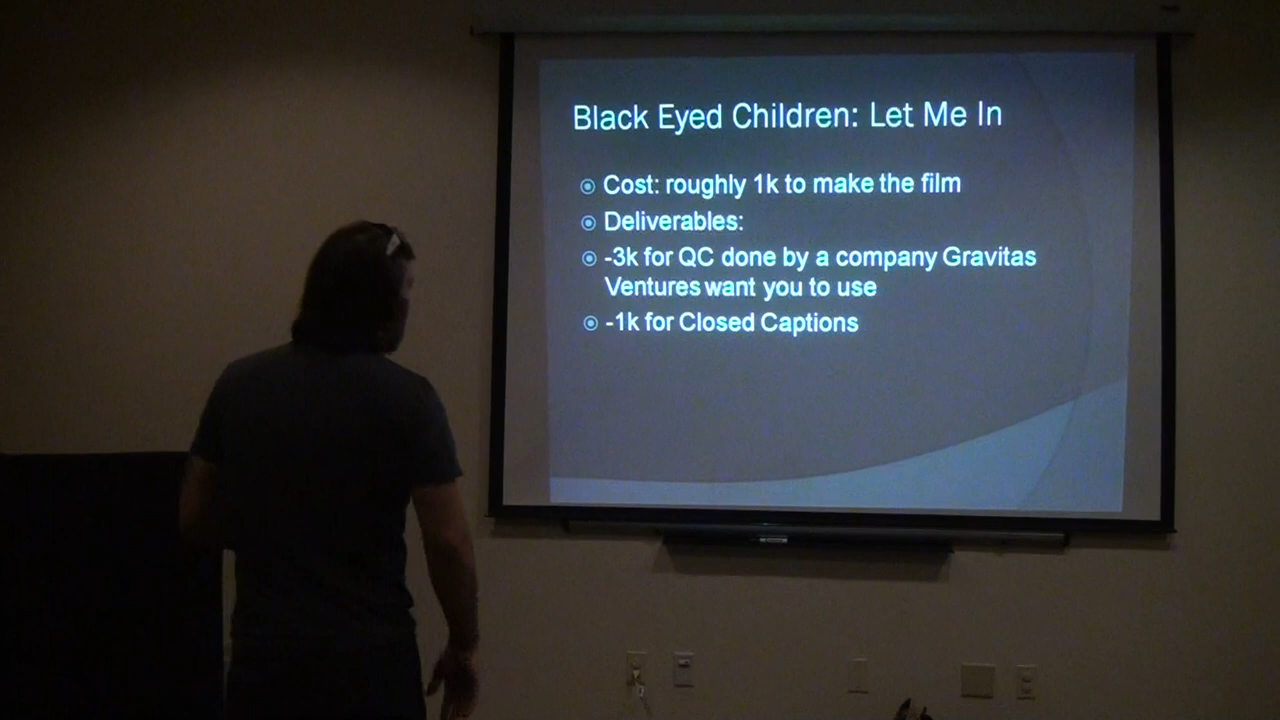 Black Eyed Children: Let Me In
Cost: roughly 1k to make the film
Deliverables:
-3k for QC done by a company Gravitas
Ventures want you to use
-1k for Closed Captions